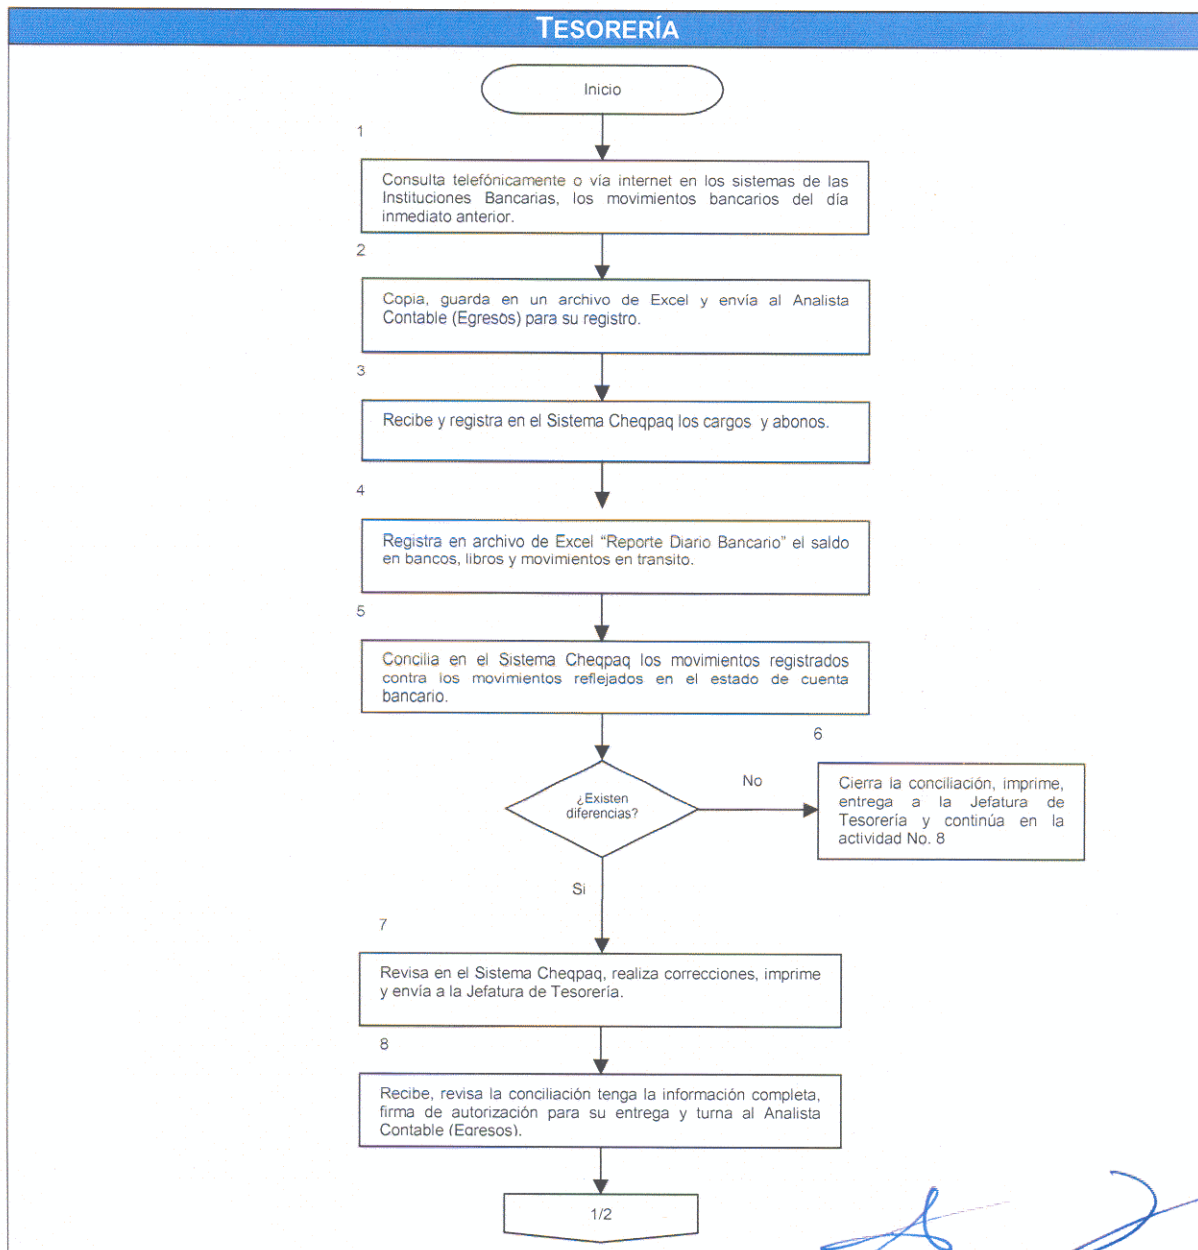 TESORERÍA
Inicio
1
Consulta telefónicamente o vía internet en los sistemas de las
Instituciones Bancarias, los movimientos bancarios del día
inmediato anterior.
2
Copia, guarda en un archivo de Excel y envía al Analista
Contable (Egresos) para su registro.
3
Recibe y registra en el Sistema Cheqpaq los cargos y abonos.
4
Registra en archivo de Excel “Reporte Diario Bancario” el saldo
en bancos, libros y movimientos en transito.
5
Concilia en el Sistema Cheqpaq los movimientos registrados
contra los movimientos reflejados en el estado de cuenta
bancario.
¿Existen
diferencias?
No
6
Cierra la conciliación, imprime,
entrega a la Jefatura de
Tesorería y continúa en la
actividad No. 8
Si
7
Revisa en el Sistema Cheqpaq, realiza correcciones, imprime
y envía a la Jefatura de Tesorería.
8
Recibe, revisa la conciliación tenga la información completa,
firma de autorización para su entrega y turna al Analista
Contable (Egresos).
1/2